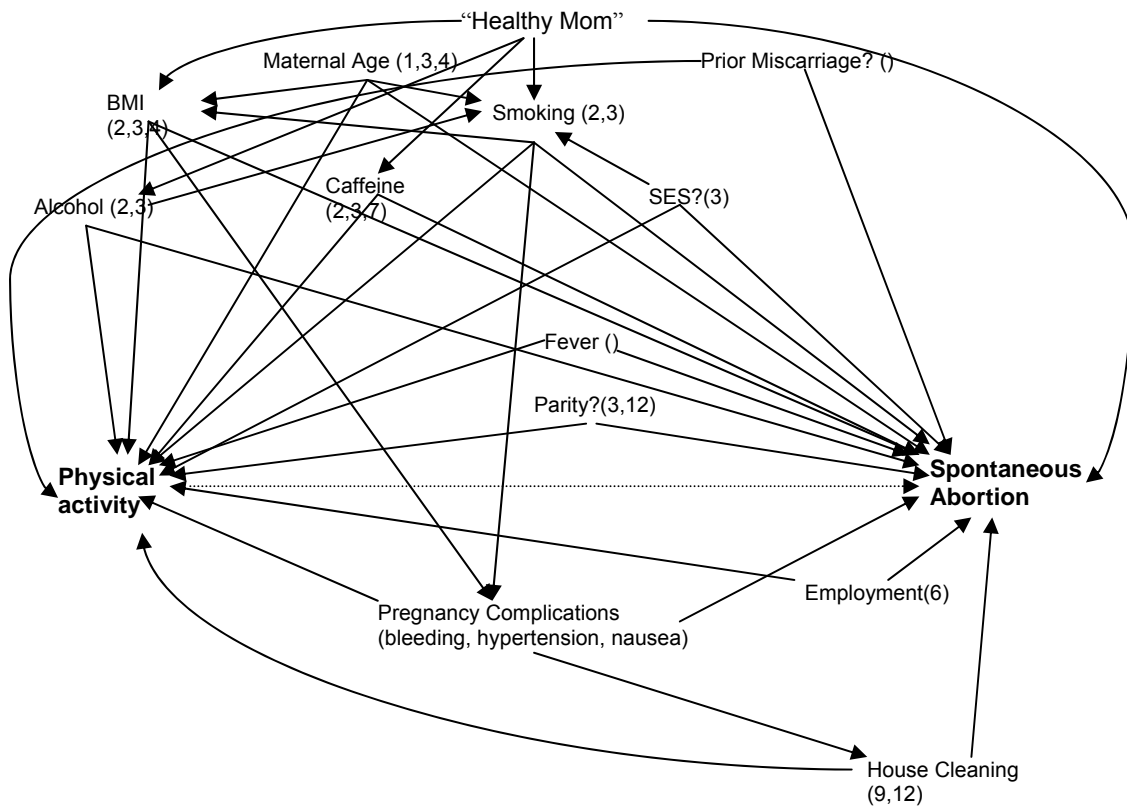 “Healthy Mom”
Maternal Age (1,3,4)
Prior Miscarriage? ()
BMI
(2,3,4)
Smoking (2,3)
Caffeine
(2,3,7)
SES?(3)
Alcohol (2,3)
Fever ()
Parity?(3,12)
Physical
activity
Spontaneous
Abortion
Employment(6)
Pregnancy Complications
(bleeding, hypertension, nausea)
House Cleaning
(9,12)